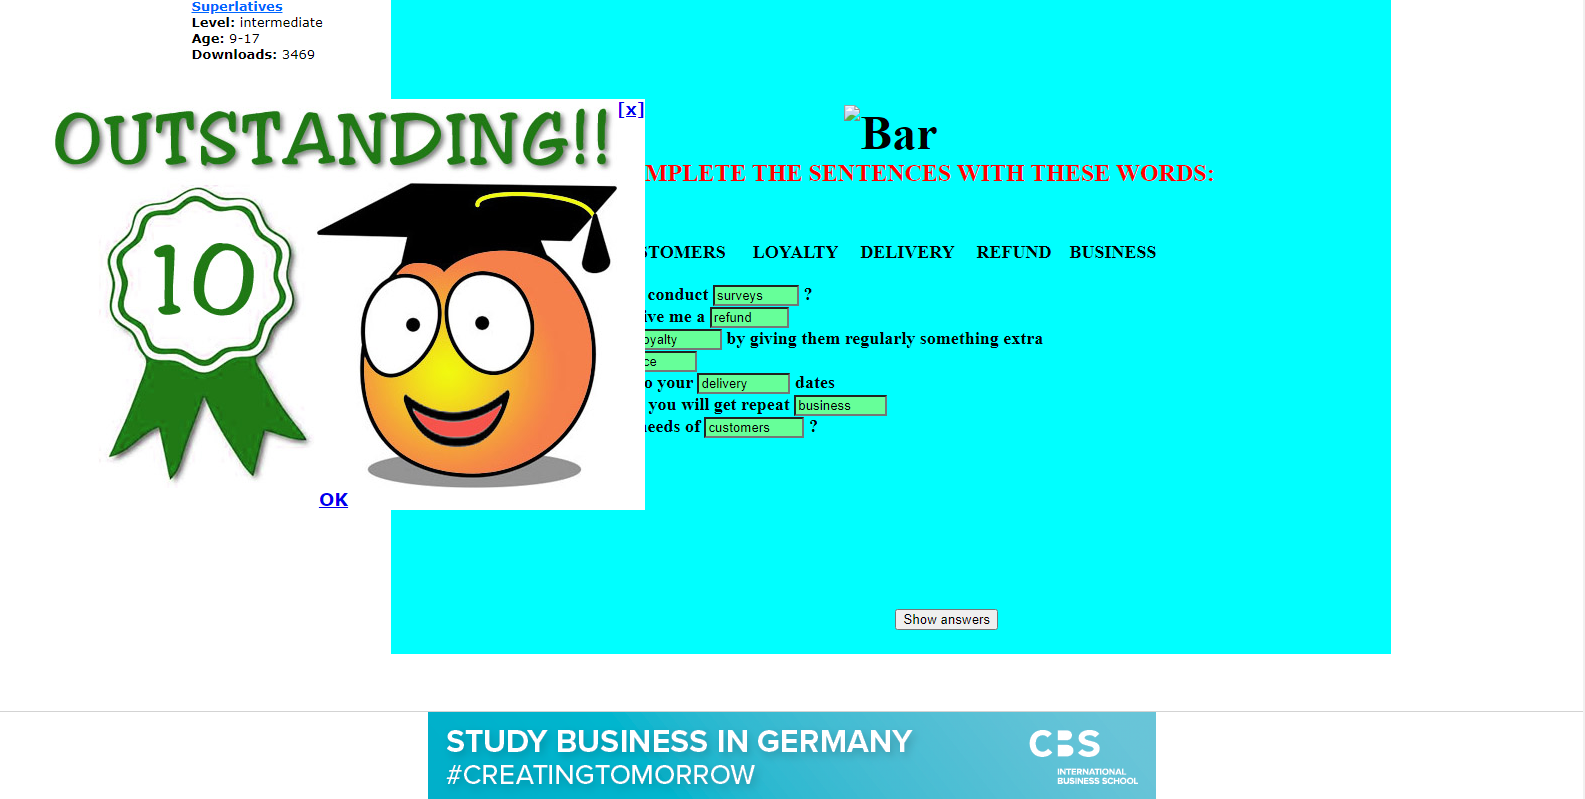 Superlatives
Level: intermediate
Age: 9-17
Downloads: 3469
OUTSTANDING!!
[x]
10
OK
Bar
MPLETE THE SENTENCES WITH THESE WORDS:
STOMERS LOYALTY DELIVERY REFUND BUSINESS
conduct surveys ?
ive me a refund
oyalty by giving them regularly something extra
ce
o your delivery dates
you will get repeat business
eeds of customers ?
Show answers
STUDY BUSINESS IN GERMANY
#CREATINGTOMORROW
CBS
INTERNATIONAL
BUSINESS SCHOOL